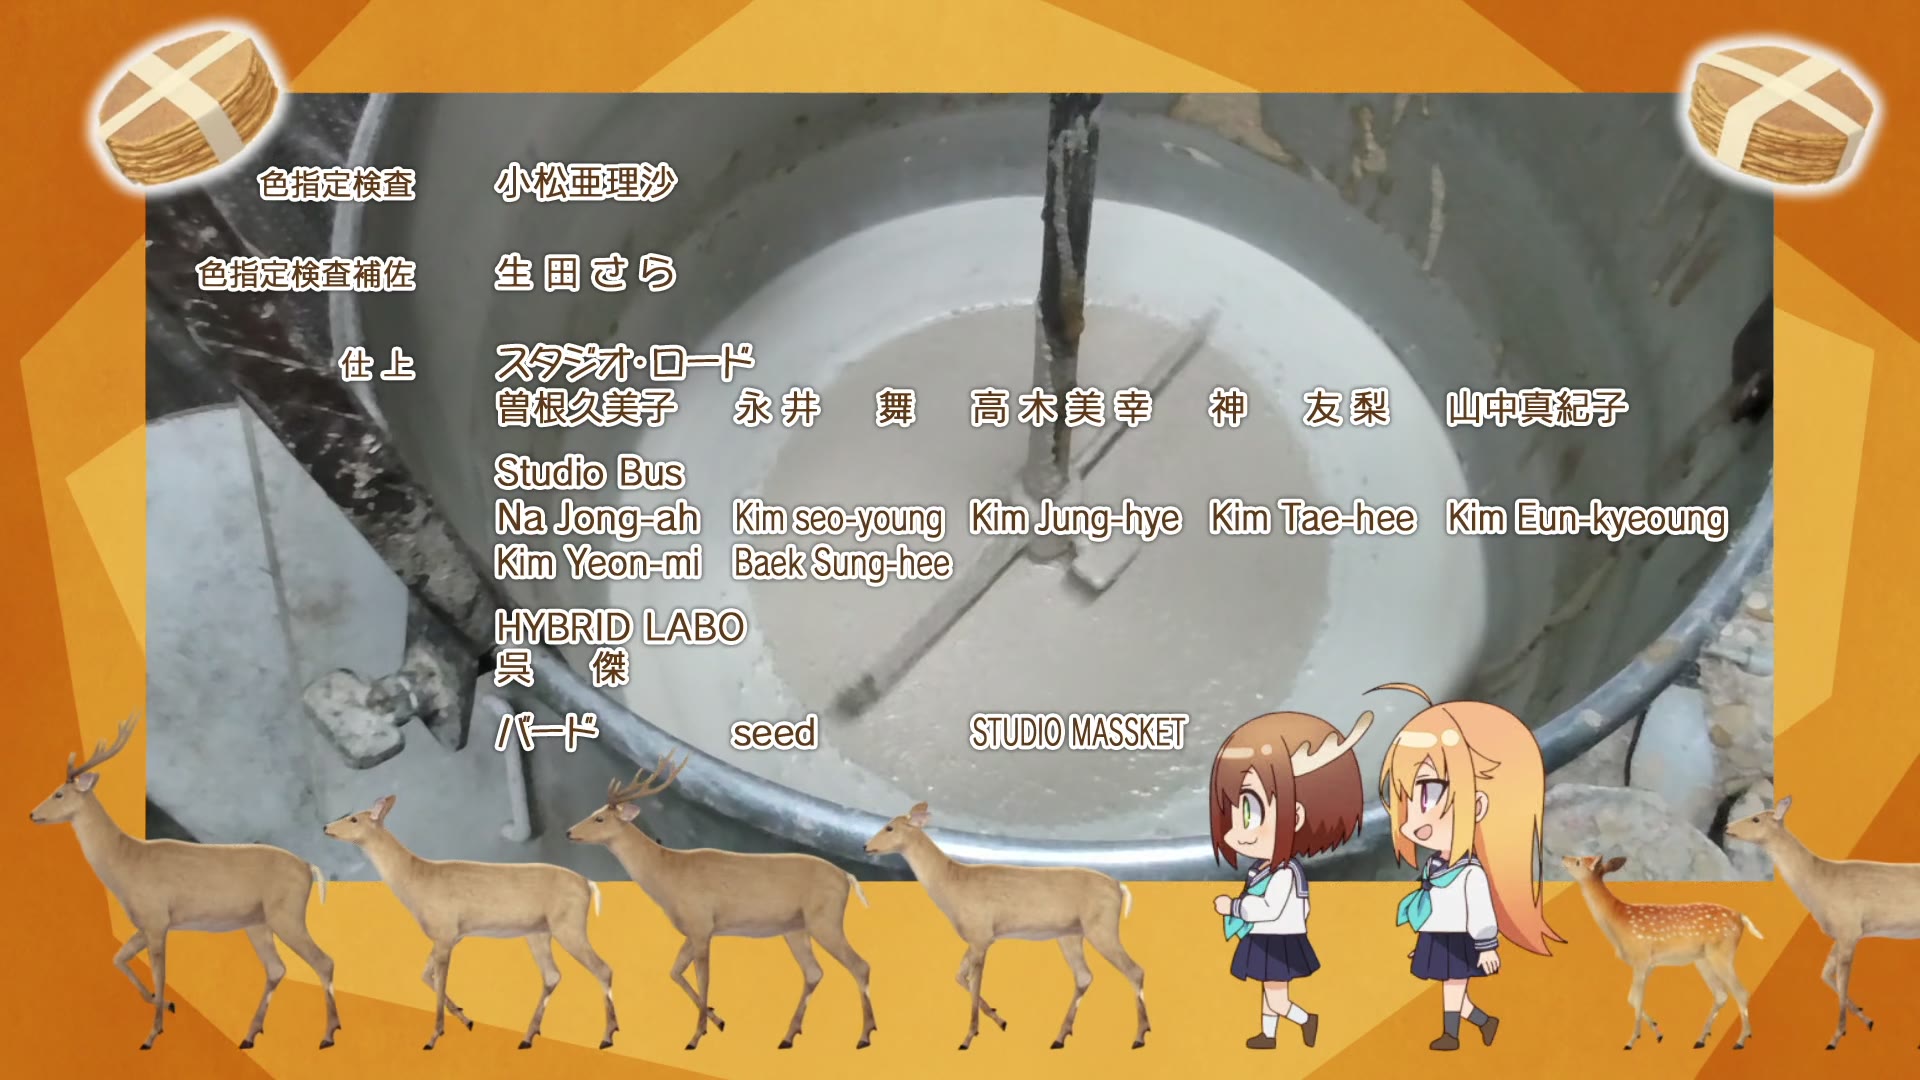 色指定検査 小松亜理沙
色指定検査補佐 生田さら
仕上 スタジオ・ロード
曽根久美子 永井 舞 高木美幸 神 友梨 山中真紀子
Studio Bus
Na Jong-ah Kim seo-young Kim Jung-hye Kim Tae-hee Kim Eun-kyeoung
Kim Yeon-mi Baek Sung-hee
HYBRID LABO
呉 傑
バード seed STUDIO MASSKET